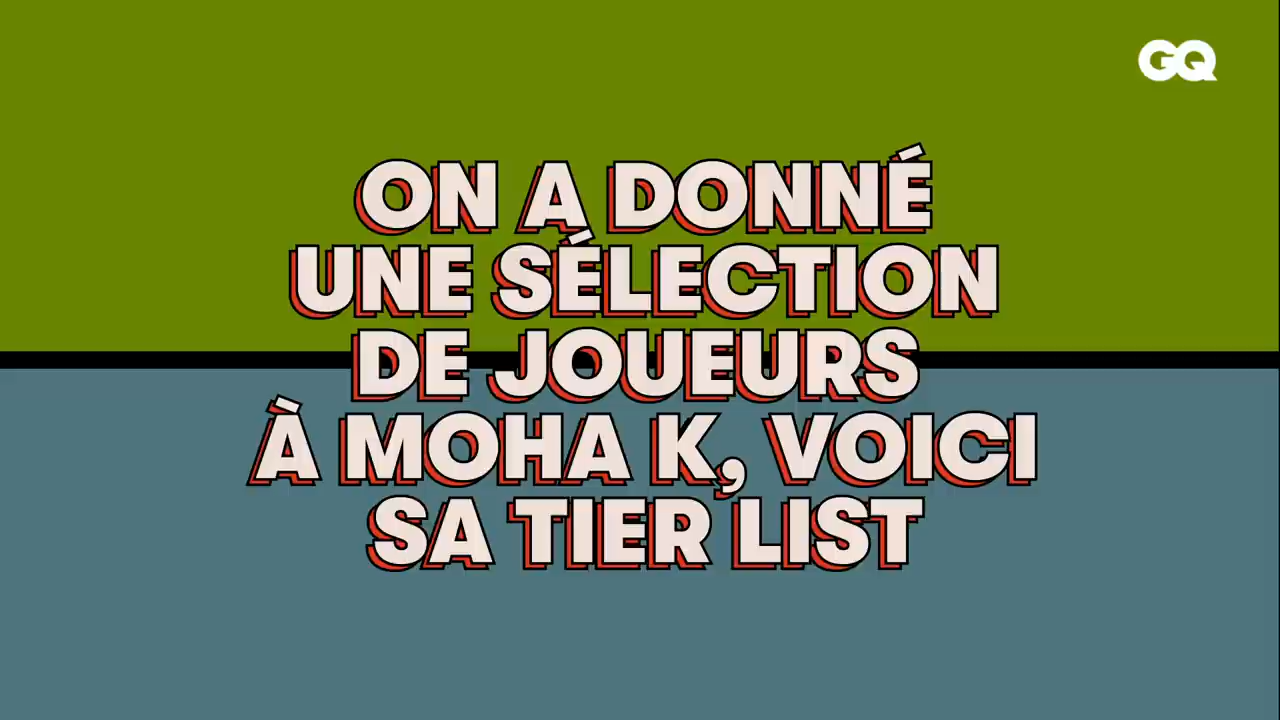 GQ
ON A DONNÉ
UNE SÉLECTION
DE JOUEURS
À MOHA K, VOICI
SA TIER LIST